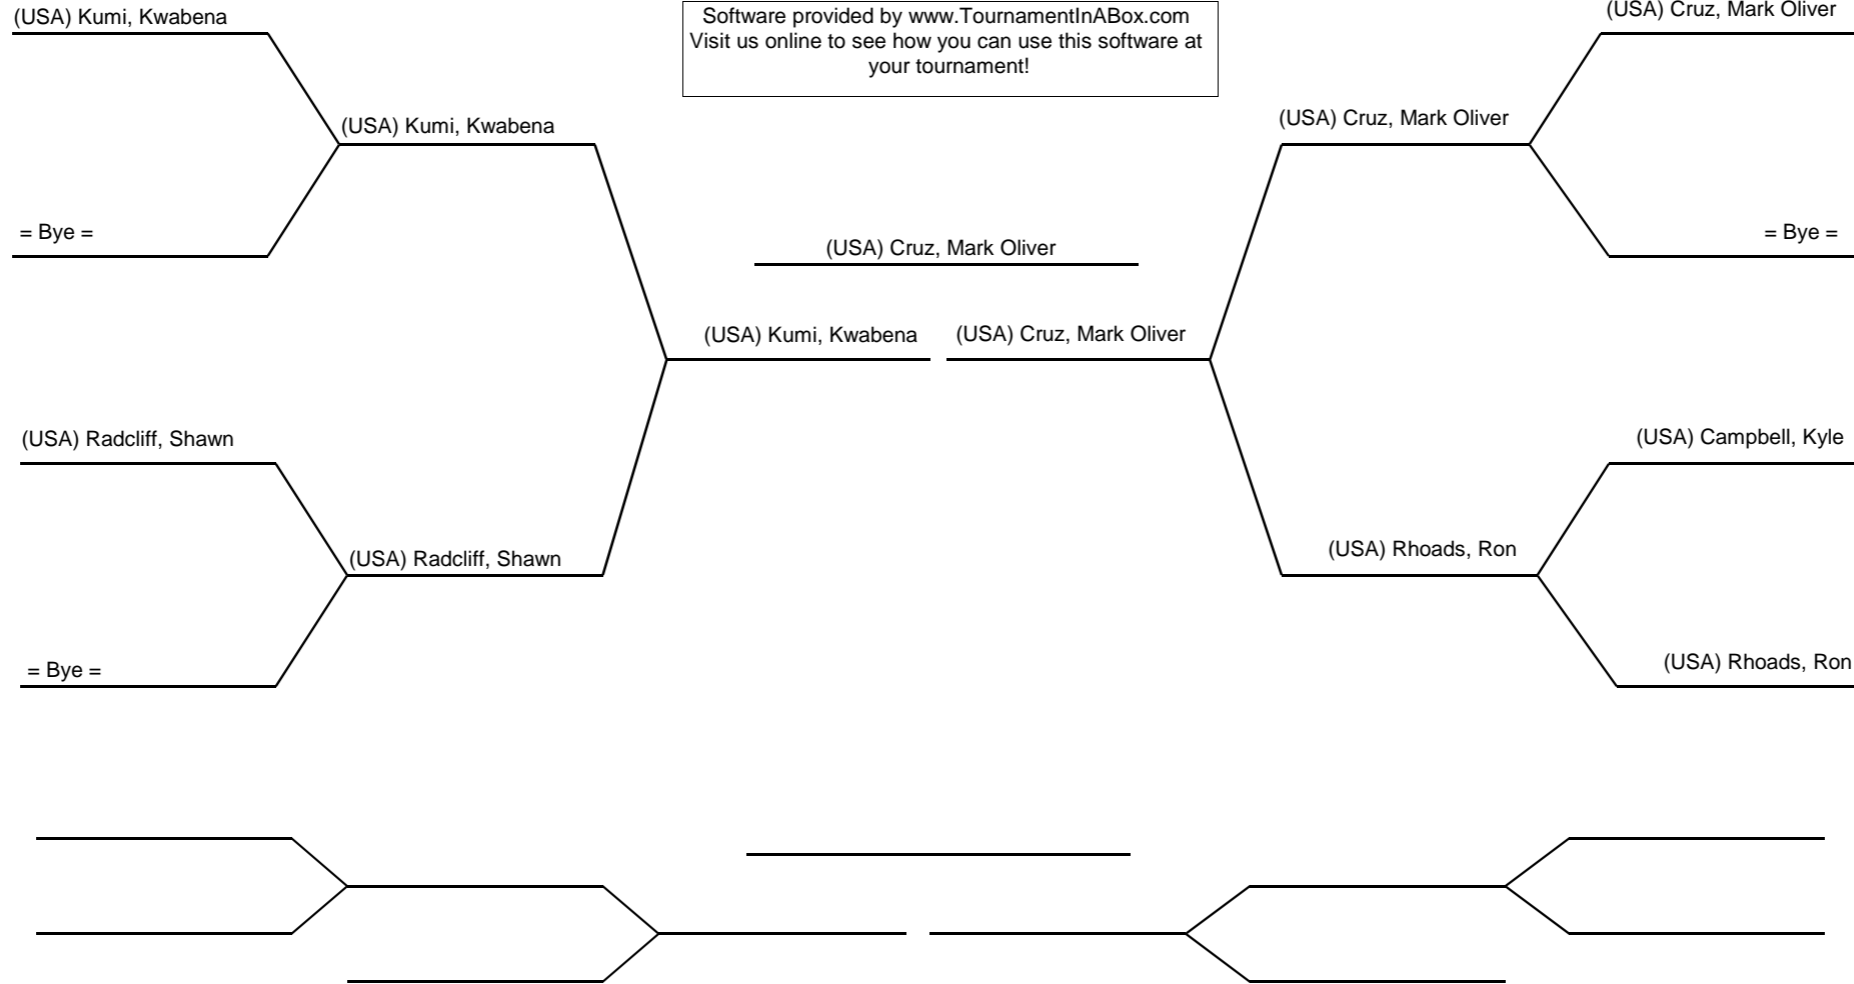 (USA) Kumi, Kwabena
Software provided by www.TournamentInABox.com
Visit us online to see how you can use this software at
your tournament!
(USA) Cruz, Mark Oliver
(USA) Kumi, Kwabena
(USA) Cruz, Mark Oliver
= Bye =
= Bye =
(USA) Cruz, Mark Oliver
(USA) Kumi, Kwabena
(USA) Cruz, Mark Oliver
(USA) Radcliff, Shawn
(USA) Campbell, Kyle
(USA) Radcliff, Shawn
(USA) Rhoads, Ron
= Bye =
(USA) Rhoads, Ron